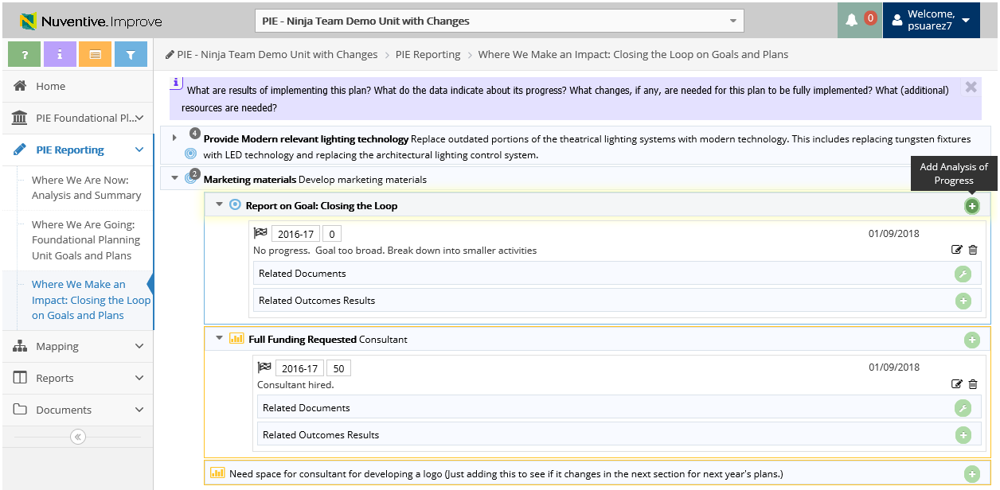 Nuventive. Improve
PIE - Ninja Team Demo Unit with Changes
0
Welcome,
psuarez7
?
i
PIE - Ninja Team Demo Unit with Changes > PIE Reporting > Where We Make an Impact: Closing the Loop on Goals and Plans
Home
PIE Foundational Pl...
PIE Reporting
Where We Are Now:
Analysis and Summary
Where We Are Going:
Foundational Planning
Unit Goals and Plans
Where We Make an
Impact: Closing the Loop
on Goals and Plans
Mapping
Reports
Documents
i
What are results of implementing this plan? What do the data indicate about its progress? What changes, if any, are needed for this plan to be fully implemented? What (additional)
resources are needed?
4
Provide Modern relevant lighting technology Replace outdated portions of the theatrical lighting systems with modern technology. This includes replacing tungsten fixtures
with LED technology and replacing the architectural lighting control system.
2
Marketing materials Develop marketing materials
Add Analysis of
Progress
Report on Goal: Closing the Loop
2016-17 0 01/09/2018
No progress.  Goal too broad. Break down into smaller activities
Related Documents
Related Outcomes Results
Full Funding Requested Consultant
2016-17 50 01/09/2018
Consultant hired.
Related Documents
Related Outcomes Results
Need space for consultant for developing a logo (Just adding this to see if it changes in the next section for next year's plans.)